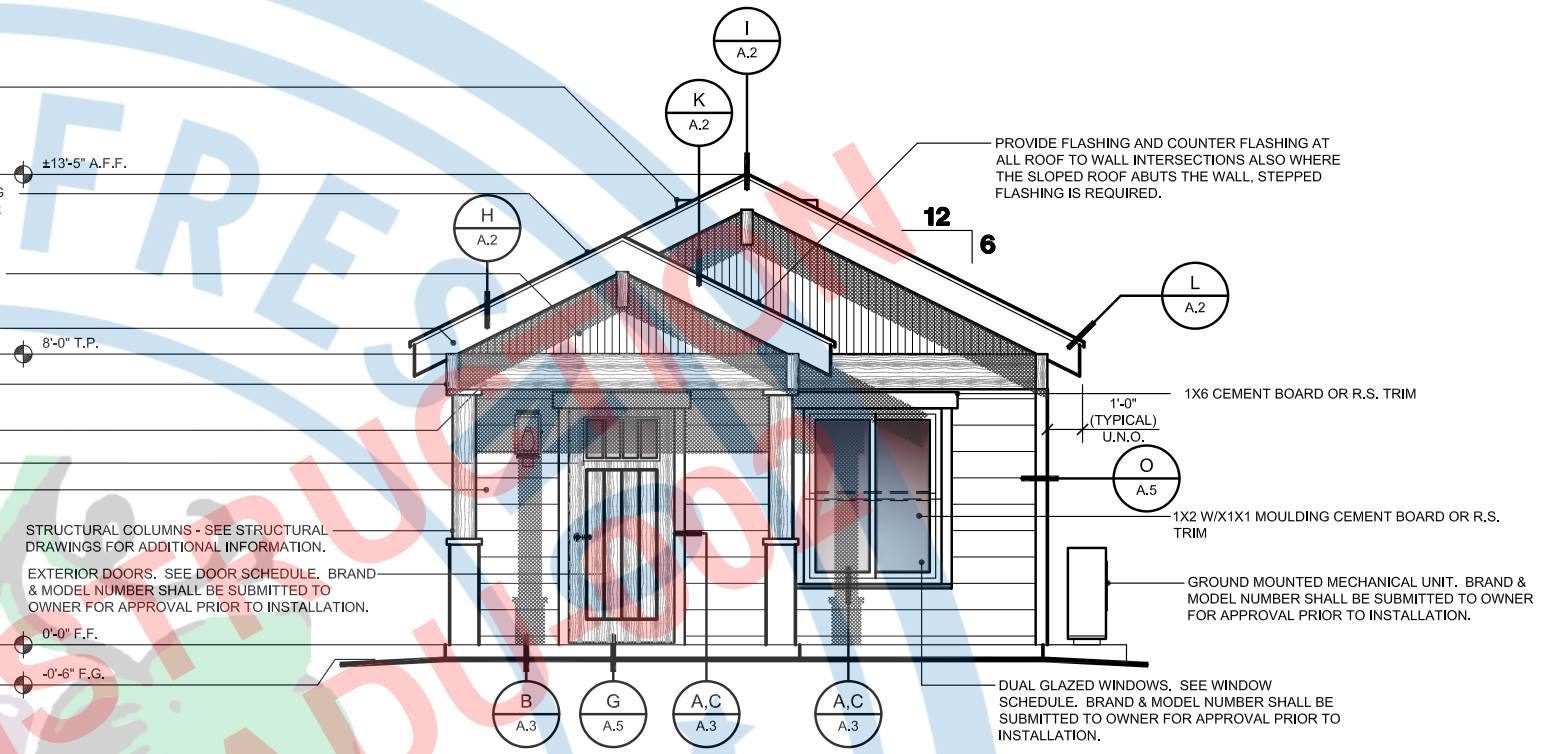 I
A.2
K
A.2
±13'-5" A.F.F.
PROVIDE FLASHING AND COUNTER FLASHING AT
ALL ROOF TO WALL INTERSECTIONS ALSO WHERE
THE SLOPED ROOF ABUTS THE WALL, STEPPED
FLASHING IS REQUIRED.
G
H
A.2
12
6
L
A.2
8'-0" T.P.
1X6 CEMENT BOARD OR R.S. TRIM
1'-0"
(TYPICAL)
U.N.O.
O
A.5
STRUCTURAL COLUMNS - SEE STRUCTURAL
DRAWINGS FOR ADDITIONAL INFORMATION.
1X2 W/X1X1 MOULDING CEMENT BOARD OR R.S.
TRIM
EXTERIOR DOORS. SEE DOOR SCHEDULE. BRAND
& MODEL NUMBER SHALL BE SUBMITTED TO
OWNER FOR APPROVAL PRIOR TO INSTALLATION.
GROUND MOUNTED MECHANICAL UNIT. BRAND &
MODEL NUMBER SHALL BE SUBMITTED TO OWNER
FOR APPROVAL PRIOR TO INSTALLATION.
0'-0" F.F.
-0'-6" F.G.
B
A.3
G
A.5
A,C
A.3
A,C
A.3
DUAL GLAZED WINDOWS. SEE WINDOW
SCHEDULE. BRAND & MODEL NUMBER SHALL BE
SUBMITTED TO OWNER FOR APPROVAL PRIOR TO
INSTALLATION.
FRES
STRUCTION
ADU-002